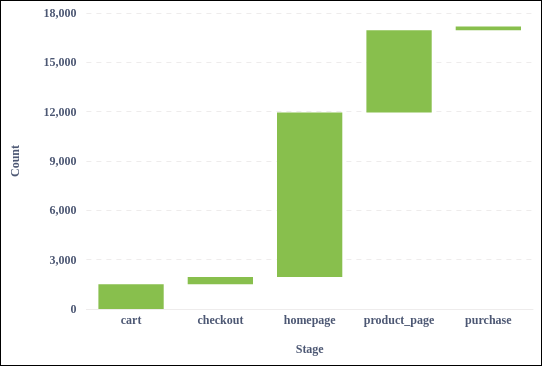 18,000
15,000
12,000
9,000
6,000
3,000
0
Count
cart checkout homepage product_page purchase
Stage